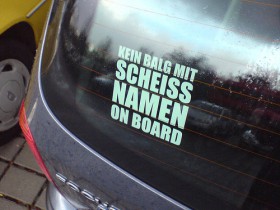 KEIN BALG MIT
SCHEISS
NAMEN
ON BOARD